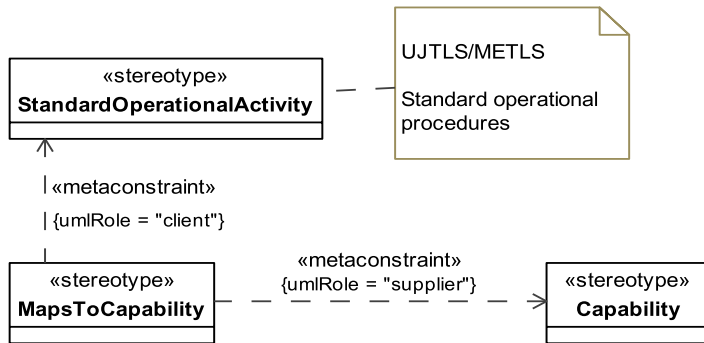 «stereotype»
StandardOperationalActivity
UJTLS/METLS
Standard operational
procedures
«metaconstraint»
{umlRole = "client"}
«stereotype»
MapsToCapability
«metaconstraint»
{umlRole = "supplier"}
«stereotype»
Capability